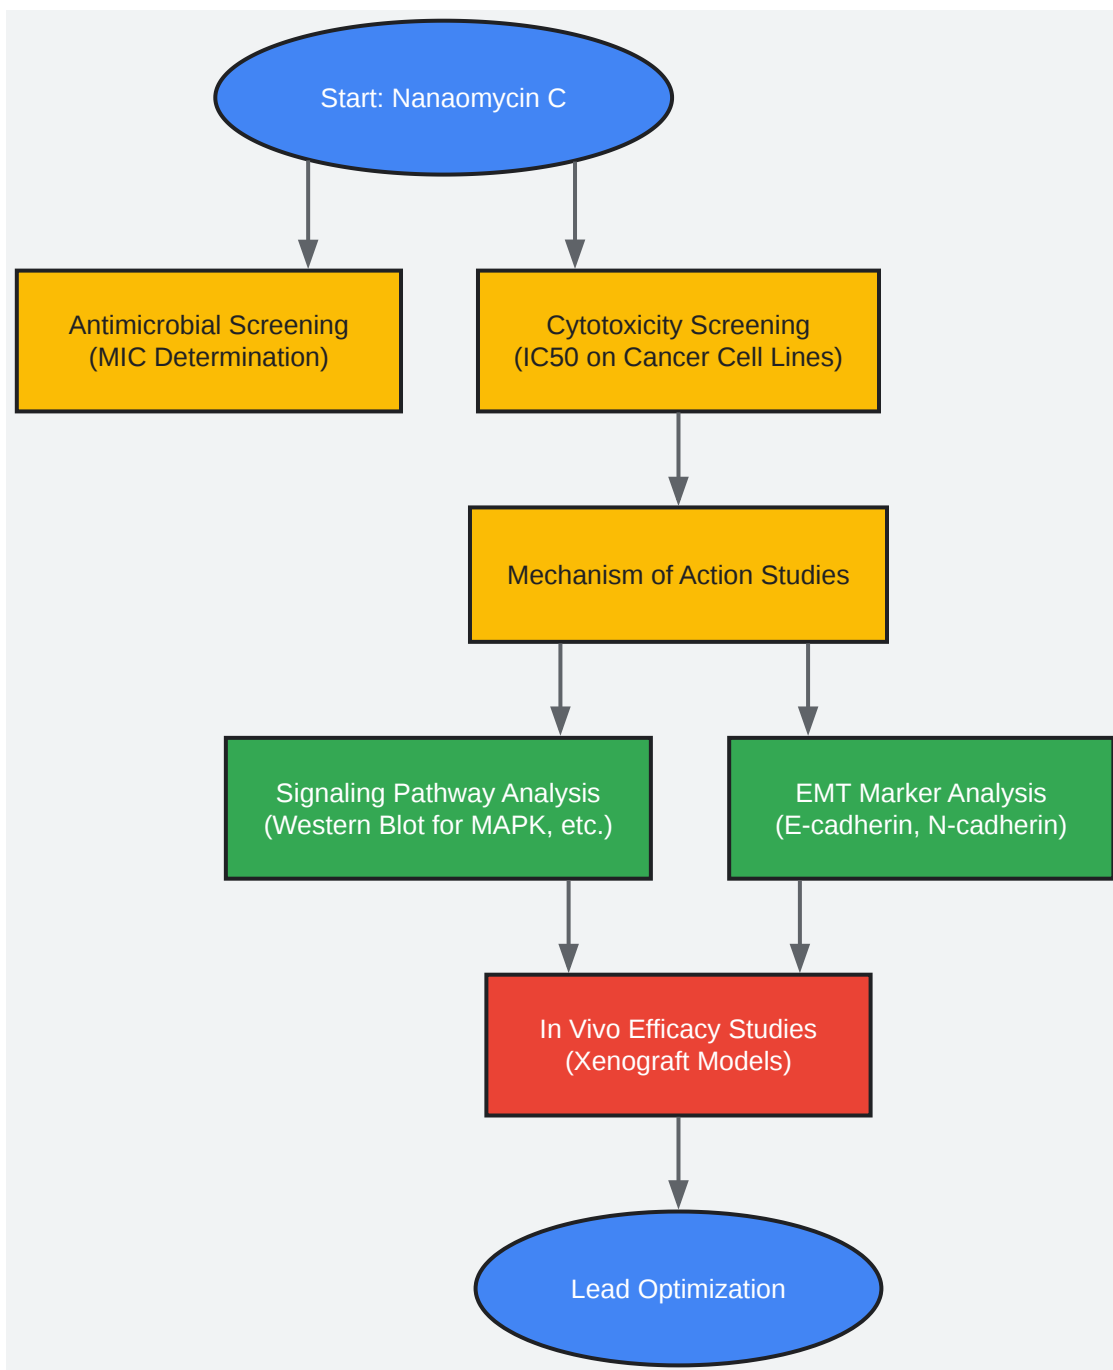 Start: Nanaomycin C
Antimicrobial Screening
(MIC Determination)
Cytotoxicity Screening
(IC50 on Cancer Cell Lines)
Mechanism of Action Studies
Signaling Pathway Analysis
(Western Blot for MAPK, etc.)
EMT Marker Analysis
(E-cadherin, N-cadherin)
In Vivo Efficacy Studies
(Xenograft Models)
Lead Optimization